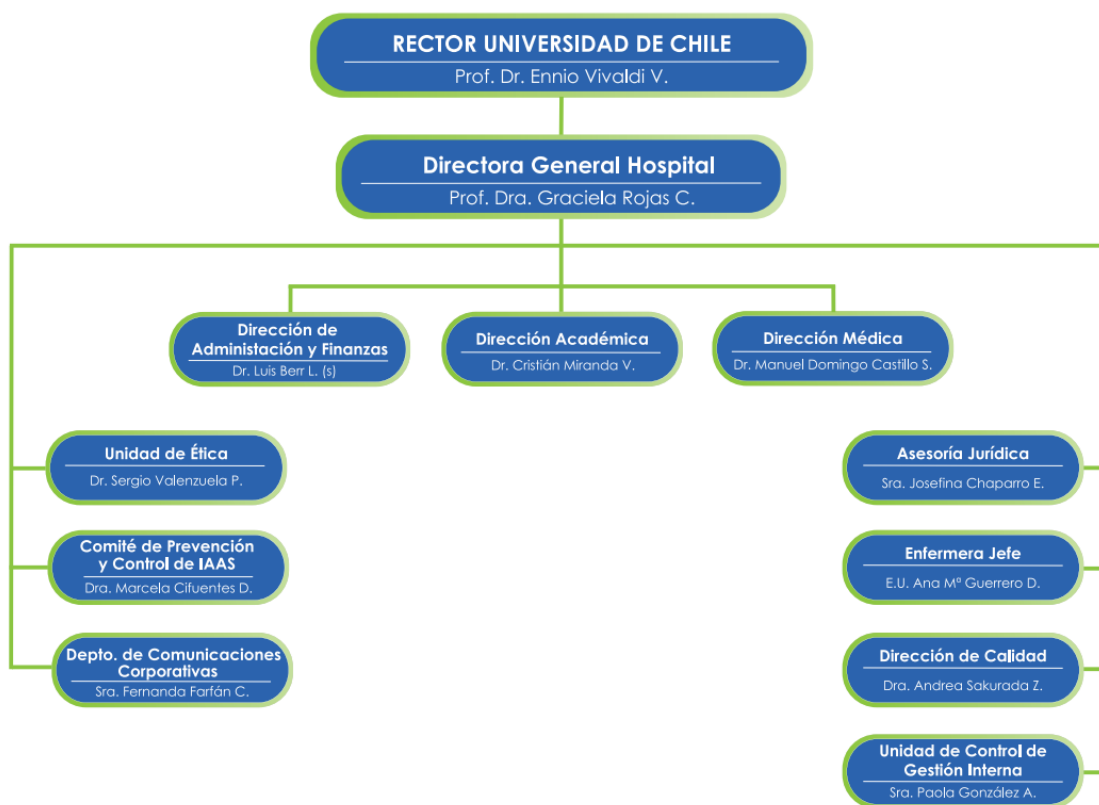 RECTOR UNIVERSIDAD DE CHILE
Prof. Dr. Ennio Vivaldi V.
Directora General Hospital
Prof. Dra. Graciela Rojas C.
Dirección de
Administación y Finanzas
Dr. Luis Berr L. (s)
Dirección Académica
Dr. Cristián Miranda V.
Dirección Médica
Dr. Manuel Domingo Castillo S.
Unidad de Ética
Dr. Sergio Valenzuela P.
Comité de Prevención
y Control de IAAS
Dra. Marcela Cifuentes D.
Depto. de Comunicaciones
Corporativas
Sra. Fernanda Farfán C.
Asesoría Jurídica
Sra. Josefina Chaparro E.
Enfermera Jefe
E.U. Ana Mª Guerrero D.
Dirección de Calidad
Dra. Andrea Sakurada Z.
Unidad de Control de
Gestión Interna
Sra. Paola González A.